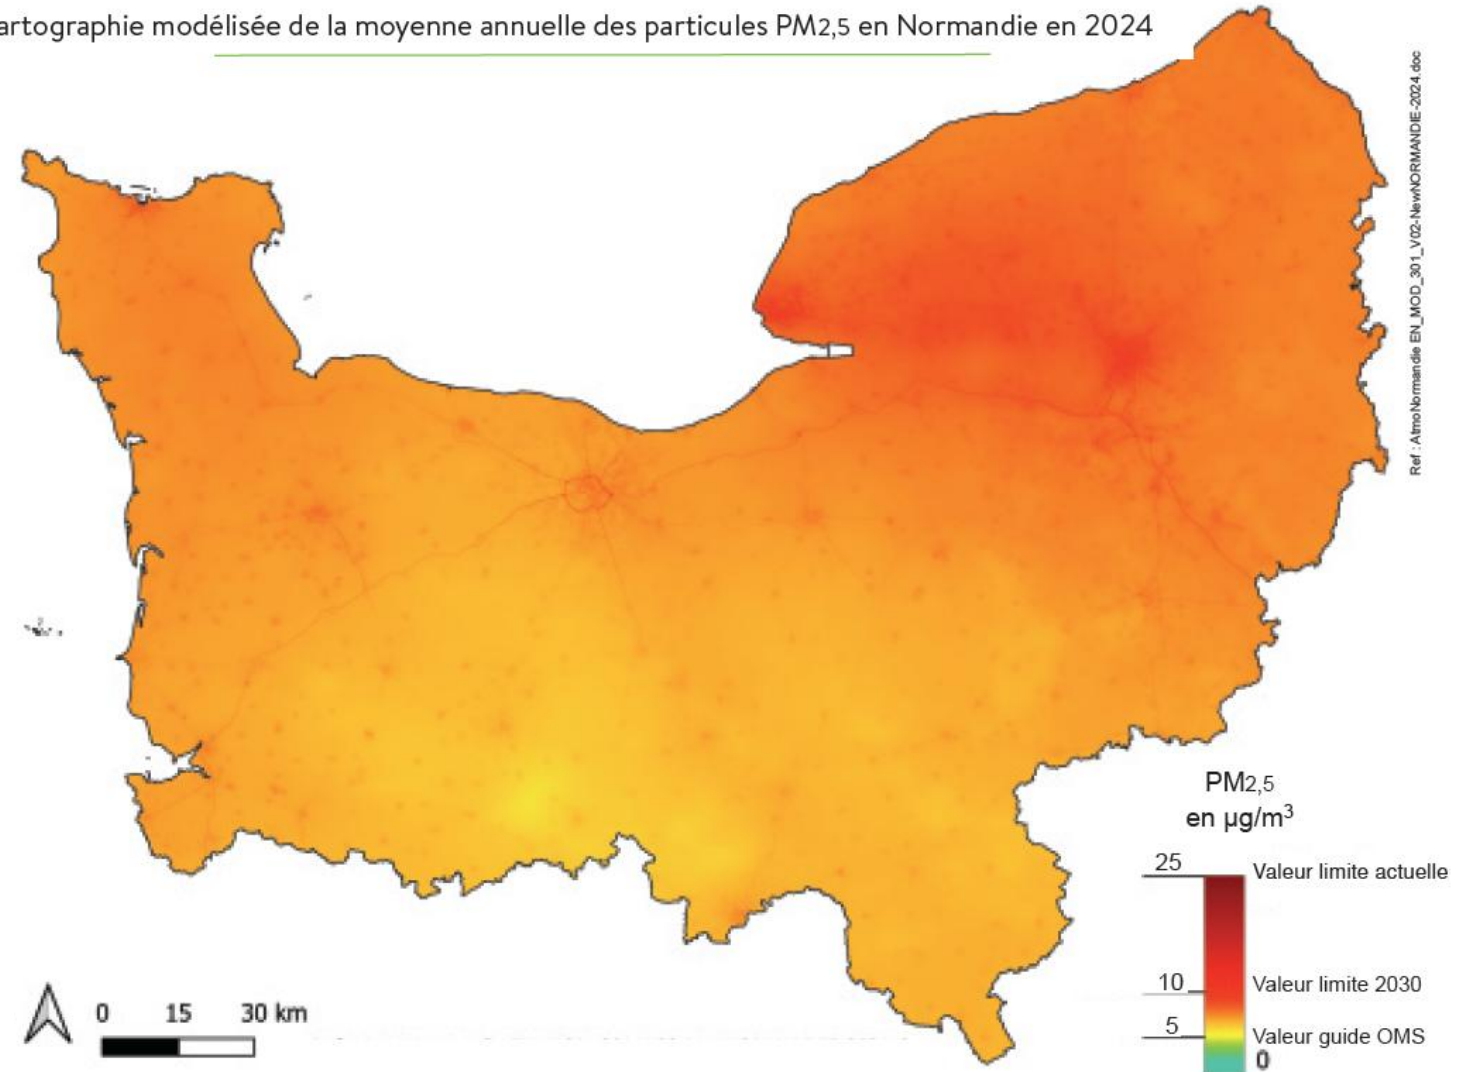 artographie modélisée de la moyenne annuelle des particules PM2,5 en Normandie en 2024
Ref : AtmoNormandie EN_MOD_301_V02-NewNORMANDIE-2024.doc
PM2,5
en µg/m³
25 Valeur limite actuelle
10 Valeur limite 2030
5 Valeur guide OMS
0
0 15 30 km